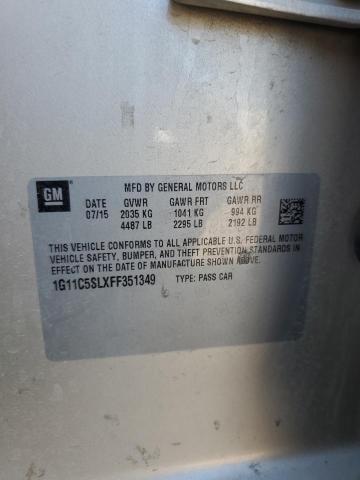 GM
MFD BY GENERAL MOTORS LLC
DATE GVWR GAWR FRT GAWR RR
07/15 2035 KG 1041 KG 994 KG
4487 LB 2295 LB 2192 LB
THIS VEHICLE CONFORMS TO ALL APPLICABLE U.S. FEDERAL MOTOR
VEHICLE SAFETY, BUMPER, AND THEFT PREVENTION STANDARDS IN
EFFECT ON THE DATE OF MANUFACTURE SHOWN ABOVE.
1G11C5SLXFF351349 TYPE: PASS CAR